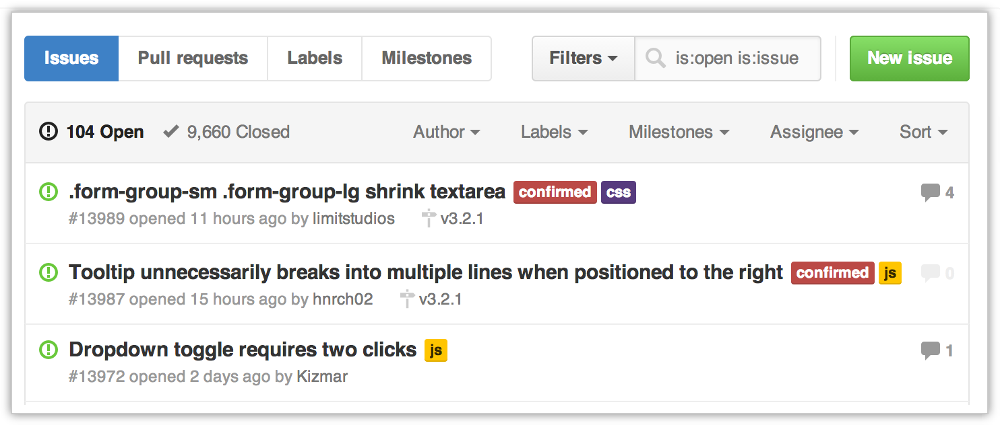 Issues Pull requests Labels Milestones Filters is:open is:issue New issue
104 Open 9,660 Closed Author Labels Milestones Assignee Sort
.form-group-sm .form-group-lg shrink textarea confirmed css 4
#13989 opened 11 hours ago by limitstudios v3.2.1
Tooltip unnecessarily breaks into multiple lines when positioned to the right confirmed js 0
#13987 opened 15 hours ago by hnrch02 v3.2.1
Dropdown toggle requires two clicks js 1
#13972 opened 2 days ago by Kizmar